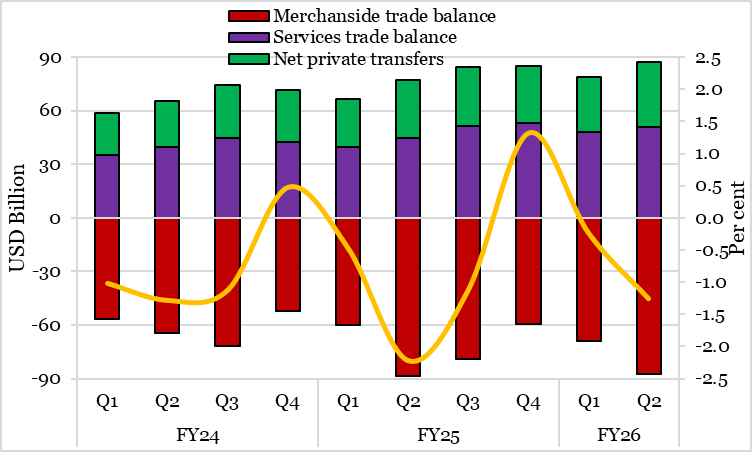 Merchanside trade balance
Services trade balance
Net private transfers
USD Billion
90
60
30
0
-30
-60
-90
2.5
2.0
1.5
1.0
0.5
0.0
-0.5
-1.0
-1.5
-2.0
-2.5
Per cent
Q1 Q2 Q3 Q4 Q1 Q2 Q3 Q4 Q1 Q2
FY24 FY25 FY26